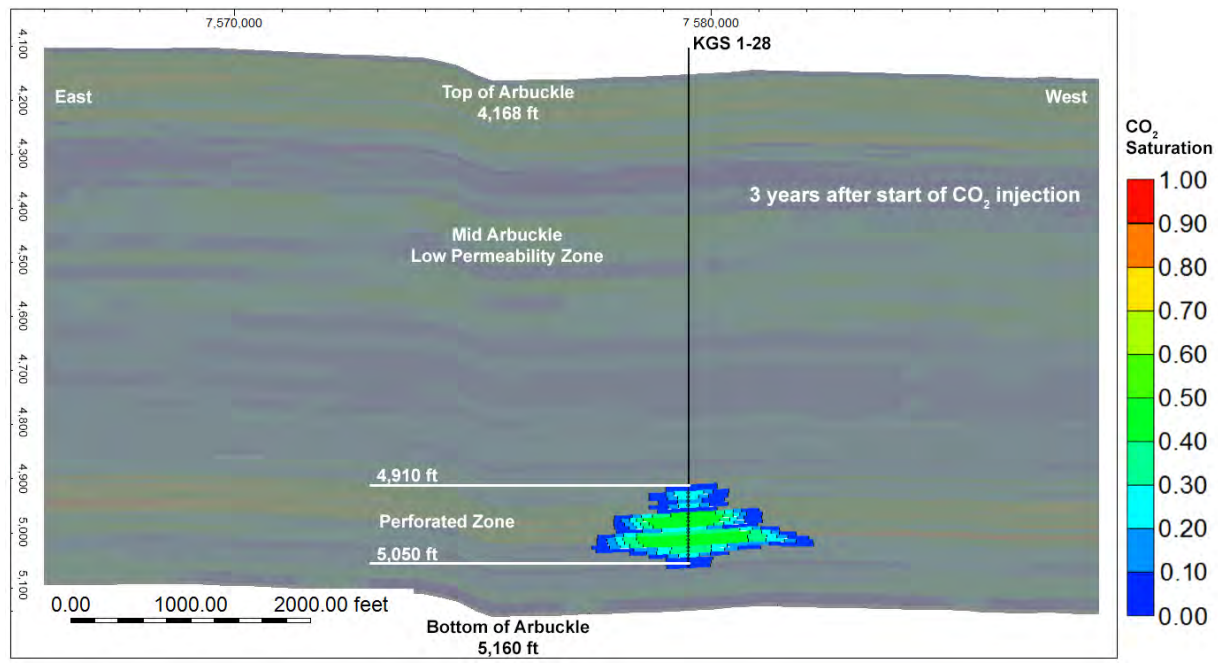 7,570,000
7 580,000
KGS 1-28
4,100
4,200
4,300
4,400
4,500
4,600
4,700
4,800
4,900
5,000
5,100
East
Top of Arbuckle
4,168 ft
West
3 years after start of CO₂ injection
Mid Arbuckle
Low Permeability Zone
4,910 ft
Perforated Zone
5,050 ft
0.00 1000.00 2000.00 feet
Bottom of Arbuckle
5,160 ft
CO₂
Saturation
1.00
0.90
0.80
0.70
0.60
0.50
0.40
0.30
0.20
0.10
0.00